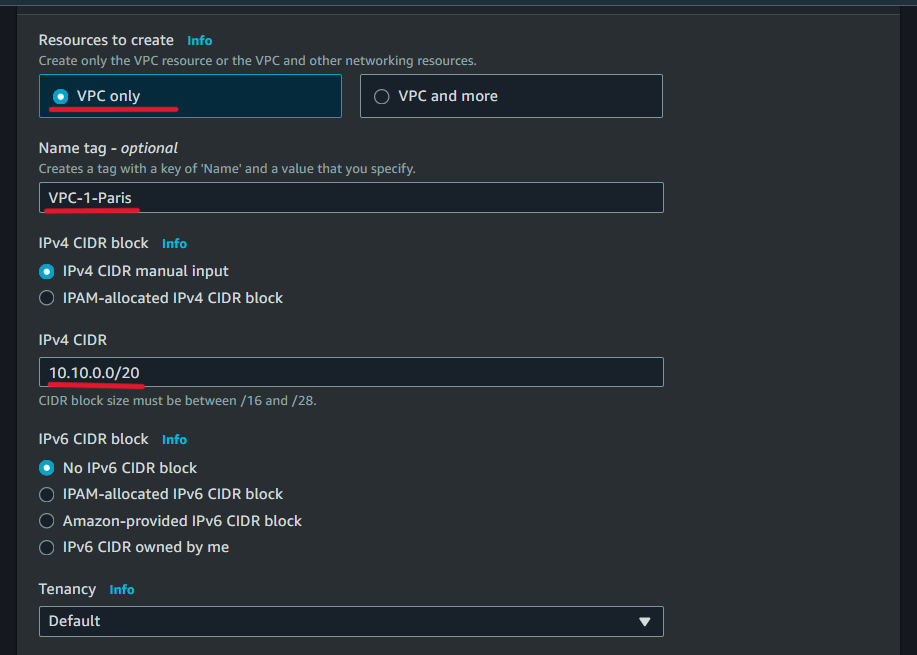 Resources to create Info
Create only the VPC resource or the VPC and other networking resources.
VPC only
VPC and more
Name tag - optional
Creates a tag with a key of 'Name' and a value that you specify.
VPC-1-Paris
IPv4 CIDR block Info
IPv4 CIDR manual input
IPAM-allocated IPv4 CIDR block
IPv4 CIDR
10.10.0.0/20
CIDR block size must be between /16 and /28.
IPv6 CIDR block Info
No IPv6 CIDR block
IPAM-allocated IPv6 CIDR block
Amazon-provided IPv6 CIDR block
IPv6 CIDR owned by me
Tenancy Info
Default